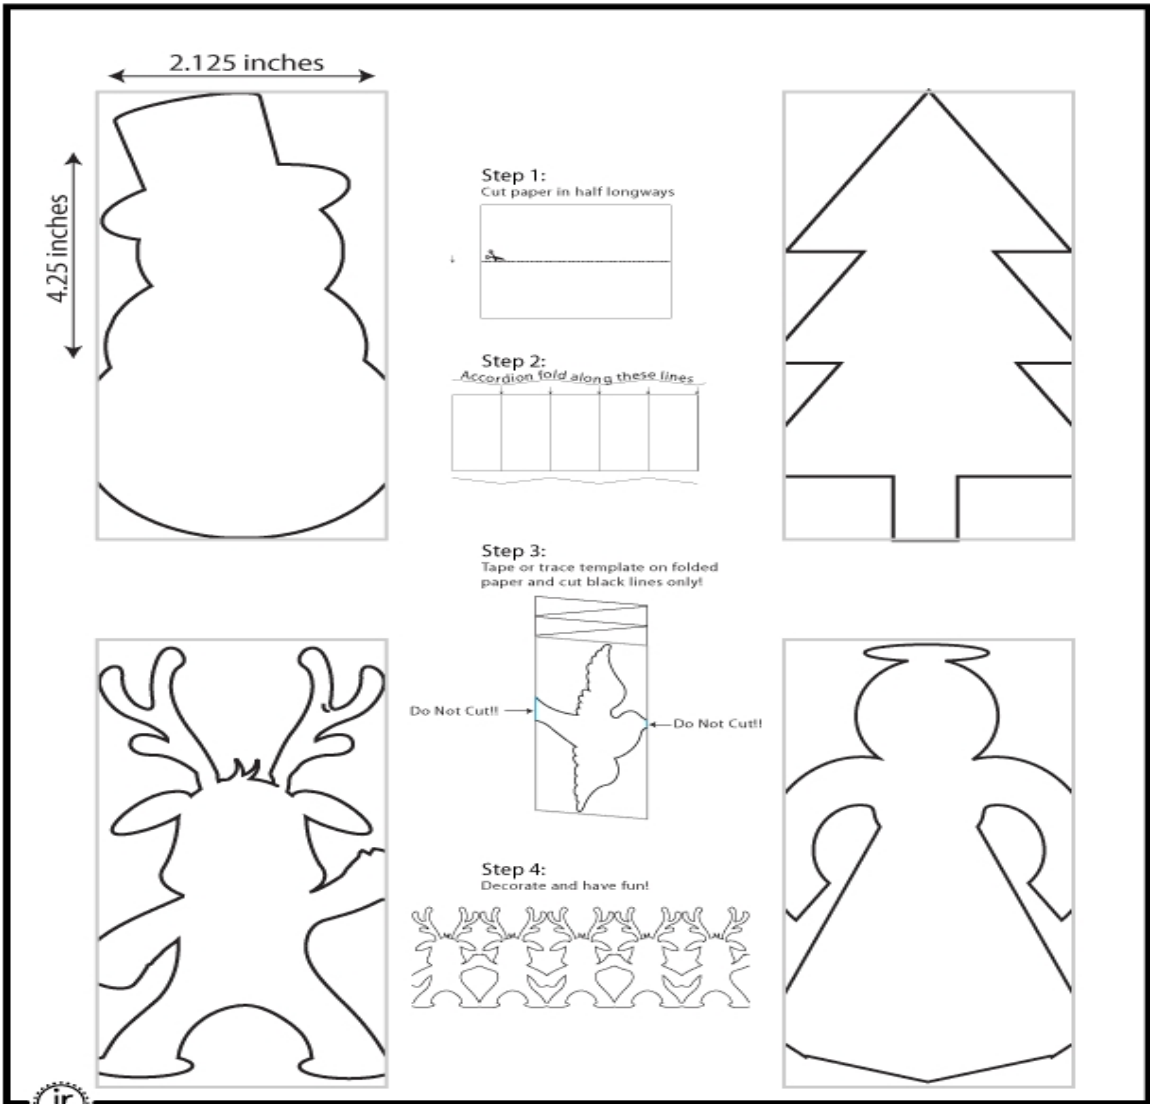 2.125 inches
4.25 inches
Step 1:
Cut paper in half longways
Step 2:
Accordion fold along these lines
Step 3:
Tape or trace template on folded
paper and cut black lines only!
Do Not Cut!!
Do Not Cut!!
Step 4:
Decorate and have fun!
ir